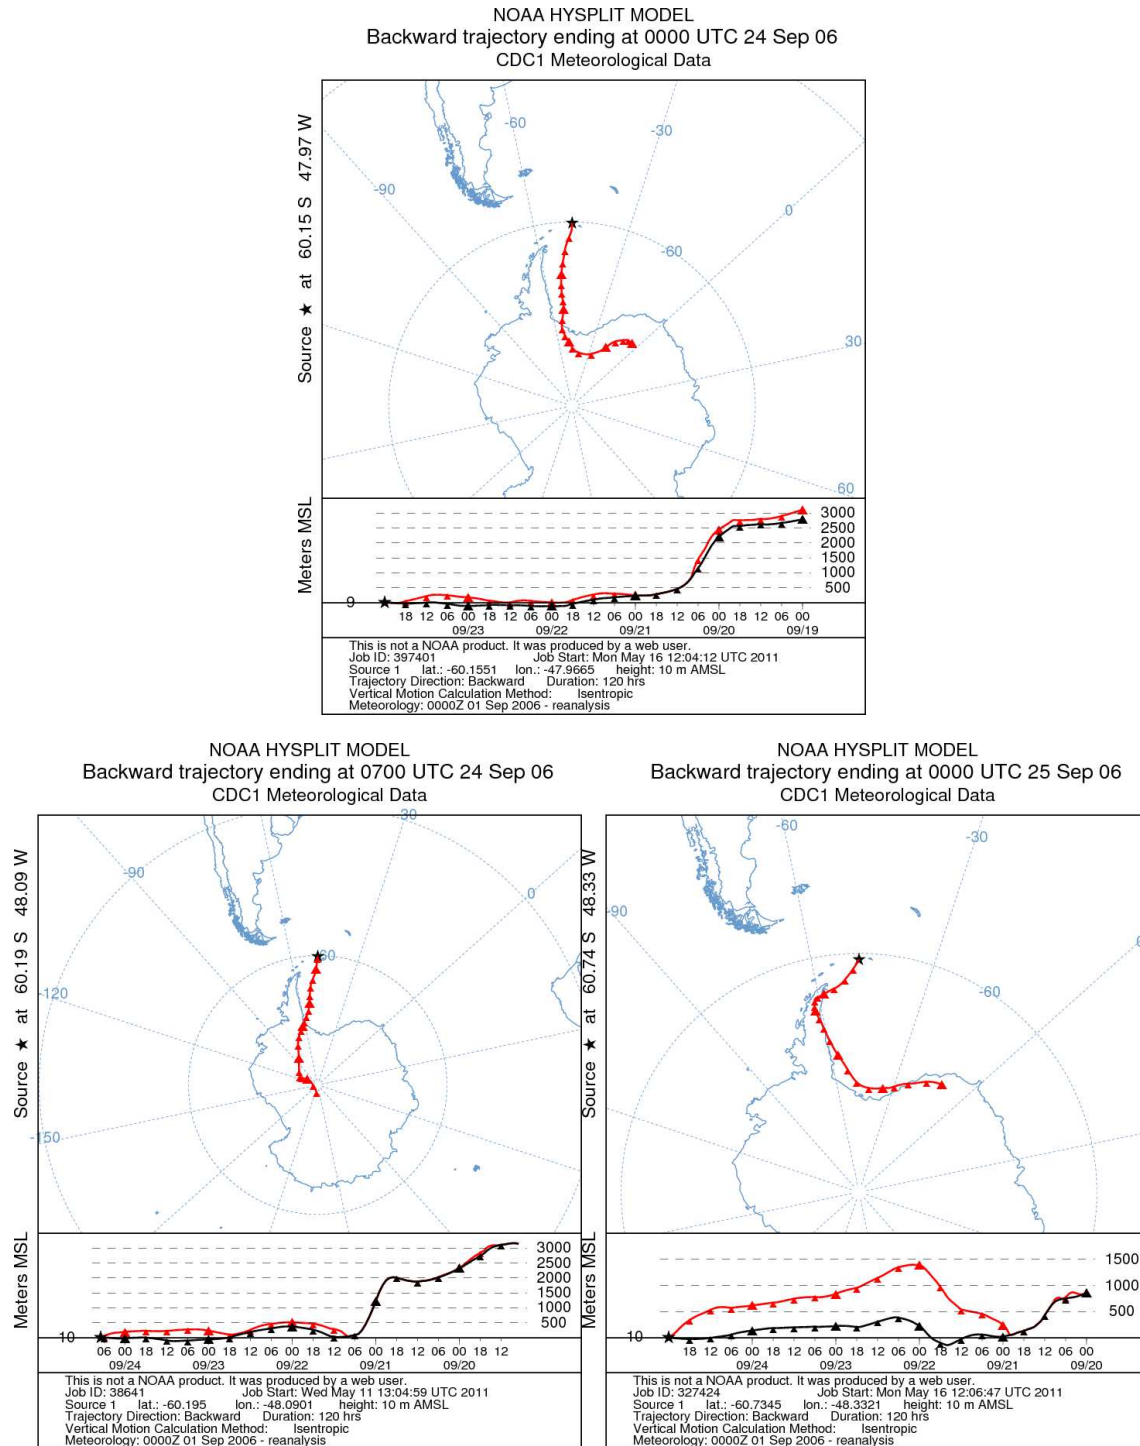 NOAA HYSPLIT MODEL
Backward trajectory ending at 0000 UTC 24 Sep 06
CDC1 Meteorological Data
Source ★ at 60.15 S 47.97 W
-60
-30
-90
0
-60
30
60
Meters MSL
3000
2500
2000
1500
1000
500
9
18 12 06 00 18 12 06 00 18 12 06 00 18 12 06 00 18 12 06 00
09/23 09/22 09/21 09/20 09/19
This is not a NOAA product. It was produced by a web user.
Job ID: 397401 Job Start: Mon May 16 12:04:12 UTC 2011
Source 1 lat.: -60.1551 lon.: -47.9665 height: 10 m AMSL
Trajectory Direction: Backward Duration: 120 hrs
Vertical Motion Calculation Method: Isentropic
Meteorology: 0000Z 01 Sep 2006 - reanalysis
NOAA HYSPLIT MODEL
Backward trajectory ending at 0700 UTC 24 Sep 06
CDC1 Meteorological Data
Source ★ at 60.19 S 48.09 W
-30
-90
0
-60
-120
-150
Meters MSL
3000
2500
2000
1500
1000
500
10
06 00 18 12 06 00 18 12 06 00 18 12 06 00 18 12 06 00 18 12
09/24 09/23 09/22 09/21 09/20
This is not a NOAA product. It was produced by a web user.
Job ID: 38641 Job Start: Wed May 11 13:04:59 UTC 2011
Source 1 lat.: -60.195 lon.: -48.0901 height: 10 m AMSL
Trajectory Direction: Backward Duration: 120 hrs
Vertical Motion Calculation Method: Isentropic
Meteorology: 0000Z 01 Sep 2006 - reanalysis
NOAA HYSPLIT MODEL
Backward trajectory ending at 0000 UTC 25 Sep 06
CDC1 Meteorological Data
Source ★ at 60.74 S 48.33 W
-60
-30
-90
-60
Meters MSL
1500
1000
500
10
18 12 06 00 18 12 06 00 18 12 06 00 18 12 06 00 18 12 06 00
09/24 09/23 09/22 09/21 09/20
This is not a NOAA product. It was produced by a web user.
Job ID: 327424 Job Start: Mon May 16 12:06:47 UTC 2011
Source 1 lat.: -60.7345 lon.: -48.3321 height: 10 m AMSL
Trajectory Direction: Backward Duration: 120 hrs
Vertical Motion Calculation Method: Isentropic
Meteorology: 0000Z 01 Sep 2006 - reanalysis